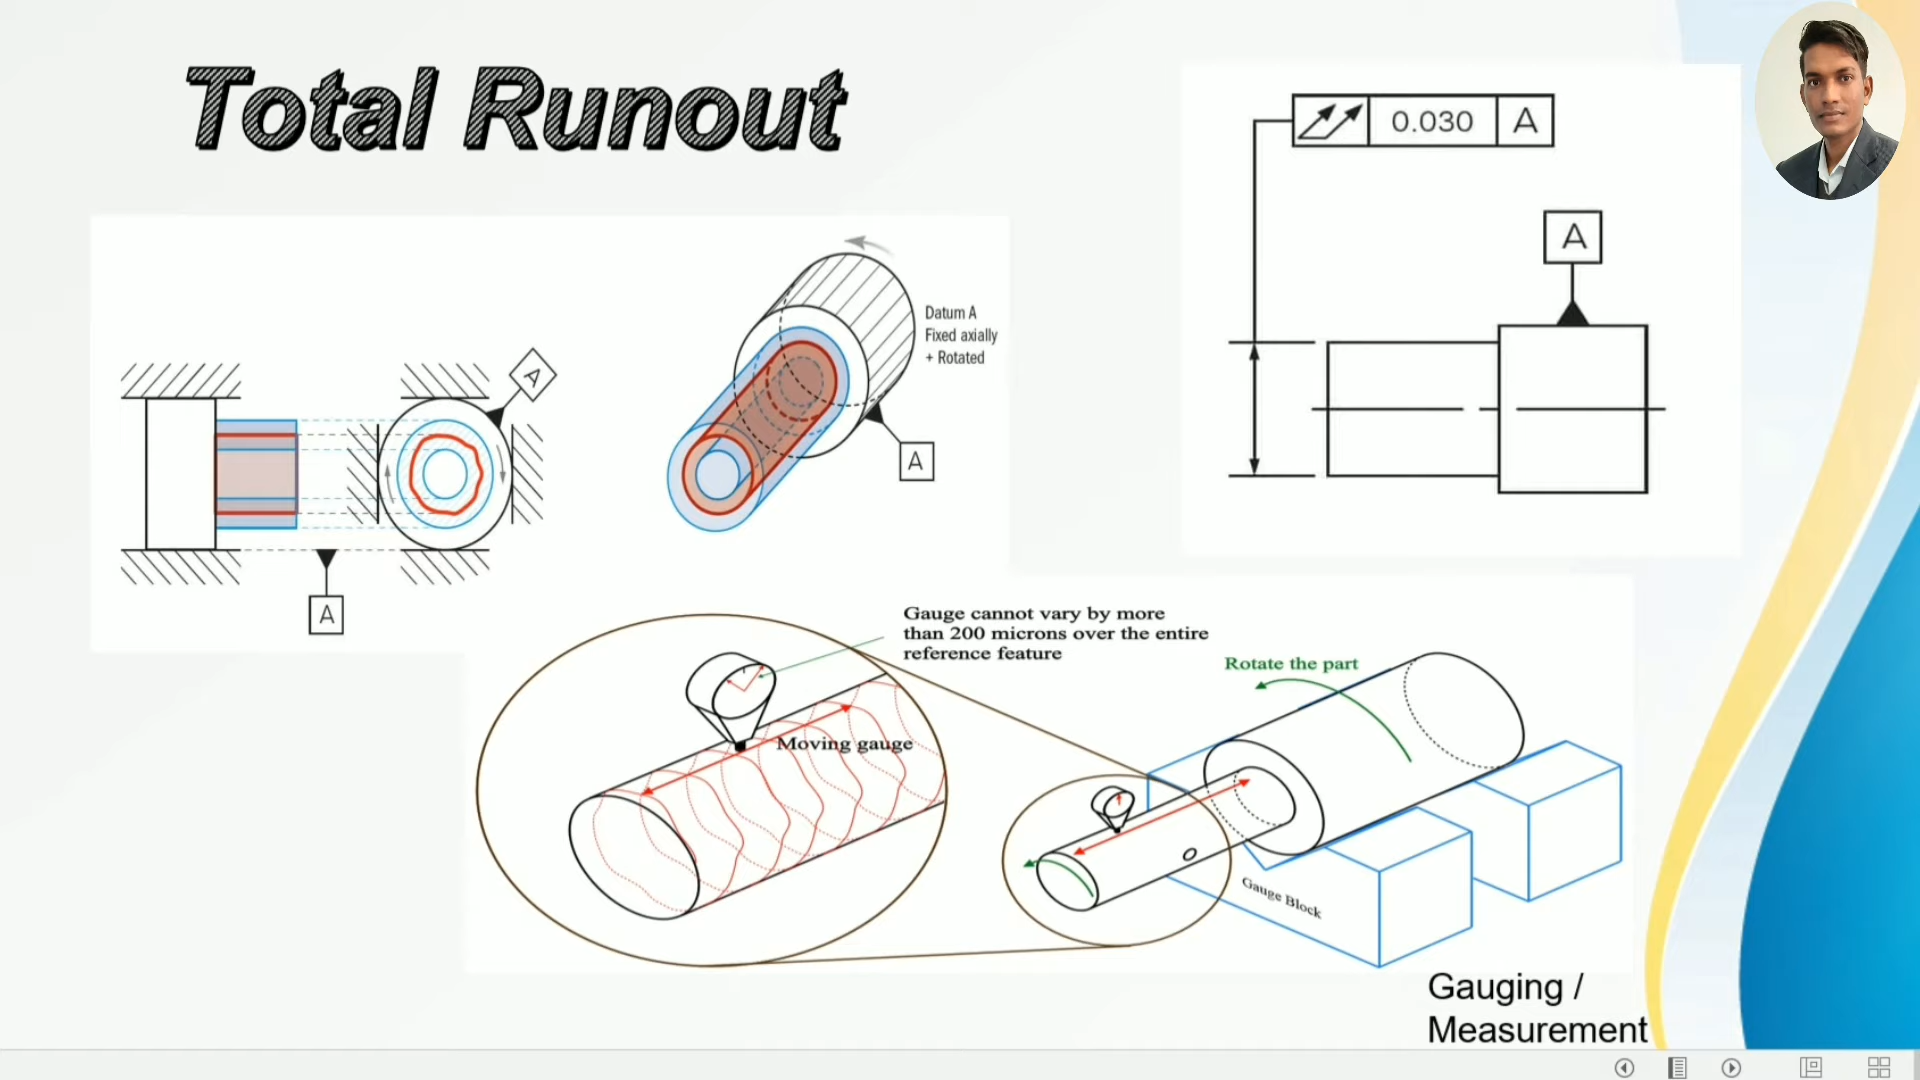 Total Runout
0.030 A
A
Datum A
Fixed axially
+ Rotated
A
A
A
Gauge cannot vary by more
than 200 microns over the entire
reference feature
Rotate the part
Moving gauge
Gauge Block
Gauging /
Measurement